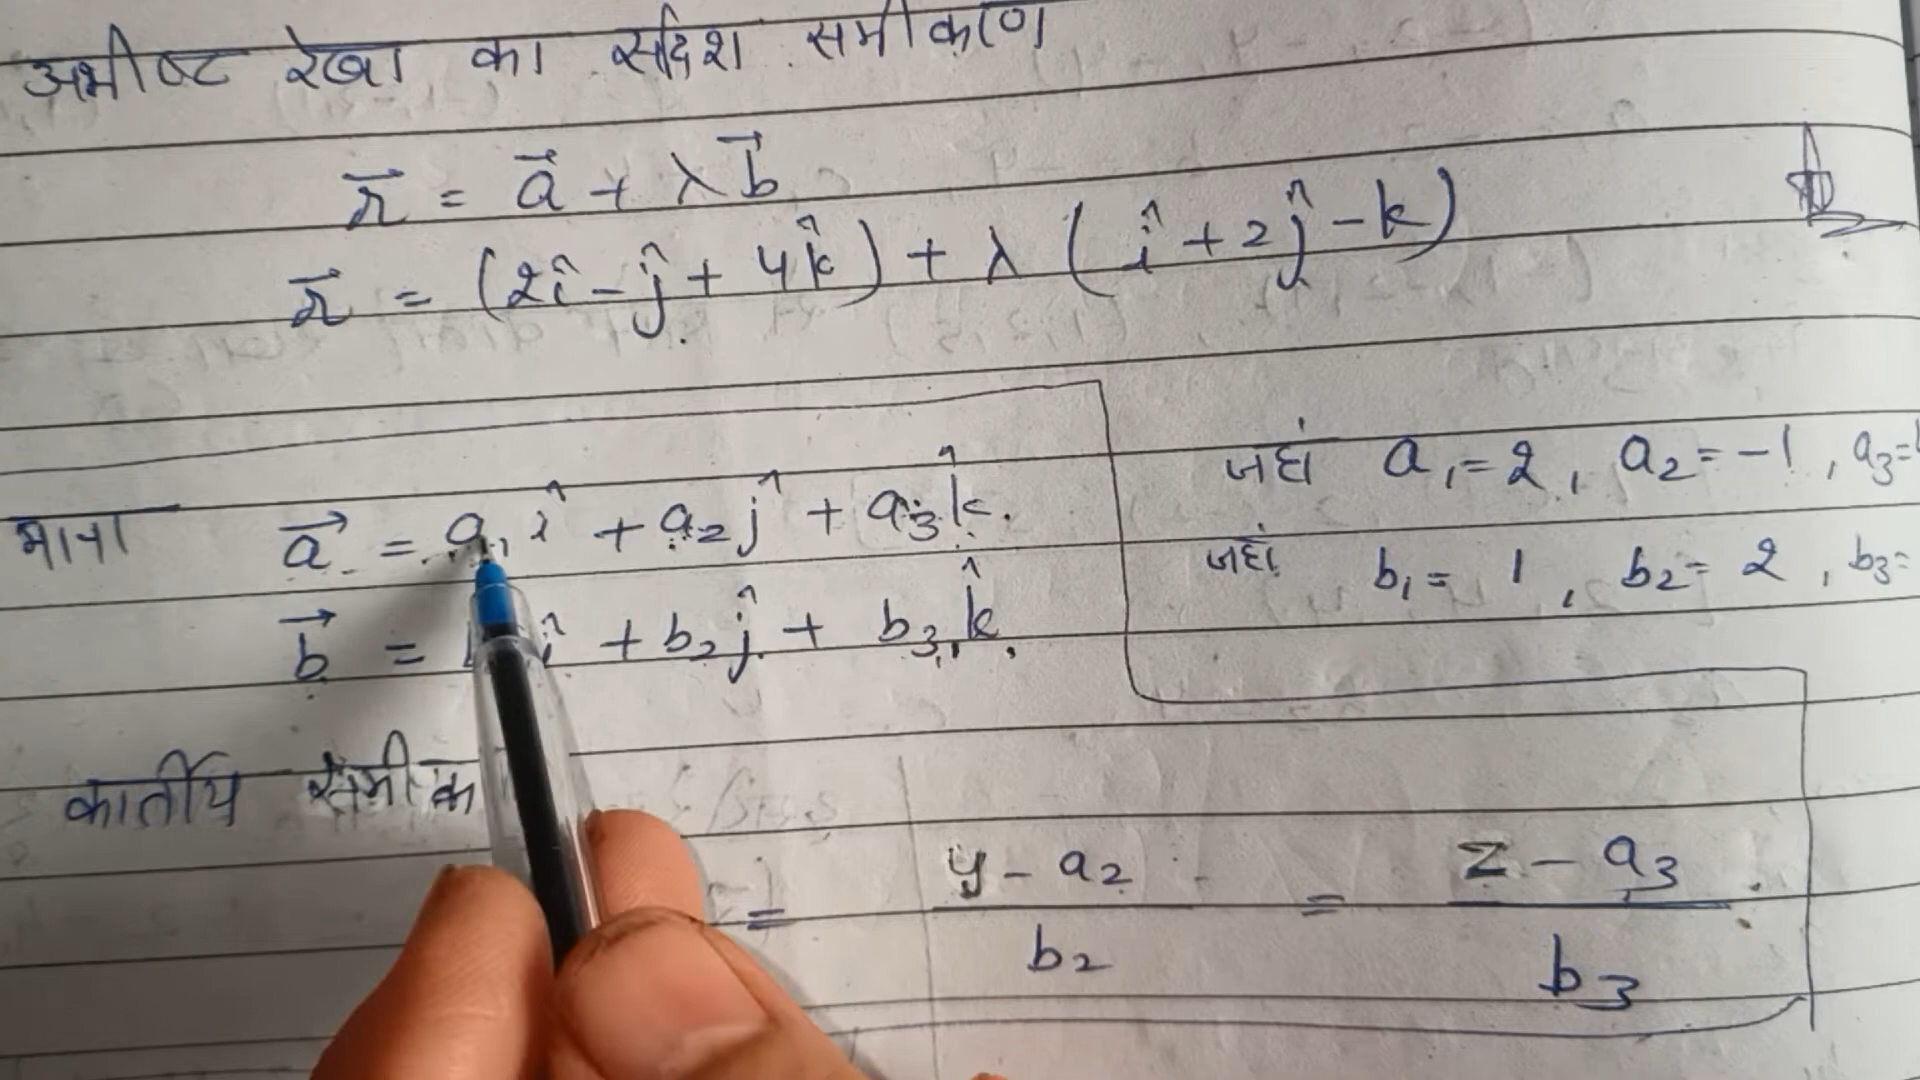 अभीष्ट रेखा का सदिश समीकरण
r⃗ = a⃗ + λb⃗
r⃗ = (2î - ĵ + 4k̂) + λ (î + 2ĵ - k)
माना a⃗ = a₁î + a₂ĵ + a₃k̂.
जहां a₁ = 2, a₂ = -1, a₃ =
b⃗ = î + b₂ĵ + b₃k̂.
जहां b₁ = 1, b₂ = 2, b₃ =
कार्तीय समीक
= y - a₂ / b₂ = z - a₃ / b₃